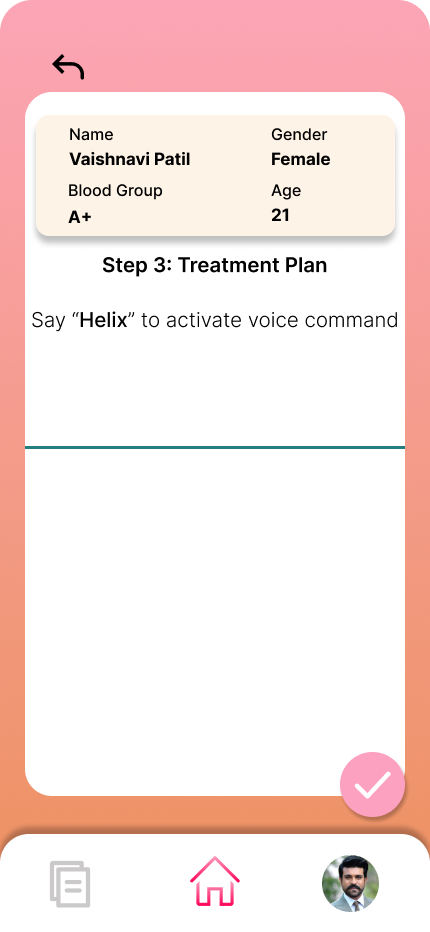 Name Gender
Vaishnavi Patil Female
Blood Group Age
A+ 21
Step 3: Treatment Plan
Say “Helix” to activate voice command